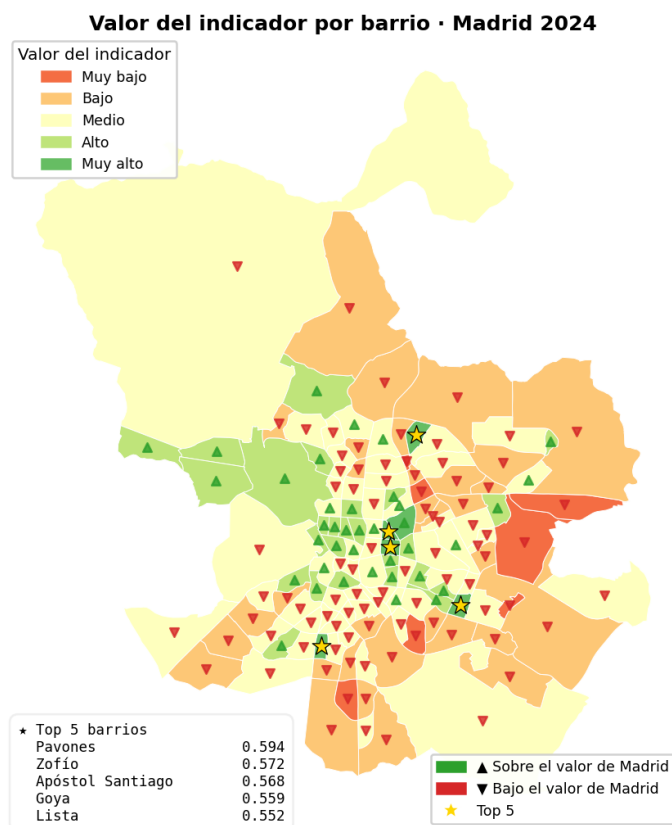 Valor del indicador por barrio · Madrid 2024
Valor del indicador
Muy bajo
Bajo
Medio
Alto
Muy alto
★ Top 5 barrios
Pavones 0.594
Zofío 0.572
Apóstol Santiago 0.568
Goya 0.559
Lista 0.552
▲ Sobre el valor de Madrid
▼ Bajo el valor de Madrid
Top 5